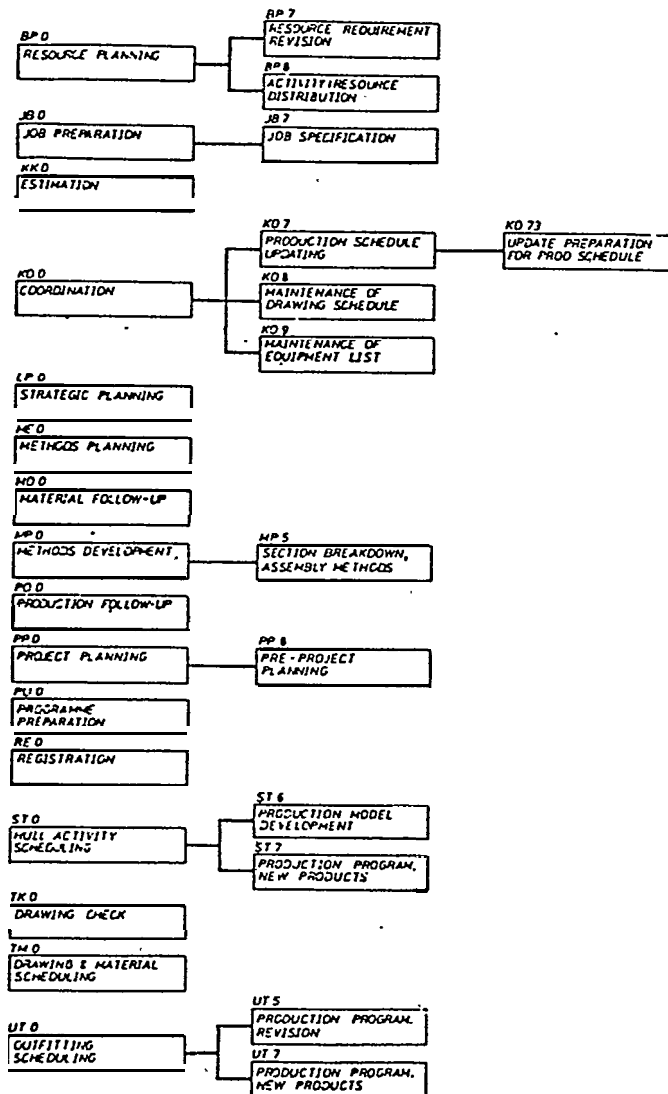 BP 0
RESOURCE PLANNING
BP 7
RESOURCE REQUIREMENT
REVISION
BP 8
ACTIVITY/RESOURCE
DISTRIBUTION
JB 0
JOB PREPARATION
JB 7
JOB SPECIFICATION
KK 0
ESTIMATION
KO 0
COORDINATION
KO 7
PRODUCTION SCHEDULE
UPDATING
KO 73
UPDATE PREPARATION
FOR PROD SCHEDULE
KO 8
MAINTENANCE OF
DRAWING SCHEDULE
KO 9
MAINTENANCE OF
EQUIPMENT LIST
LP 0
STRATEGIC PLANNING
ME 0
METHODS PLANNING
MO 0
MATERIAL FOLLOW-UP
MP 0
METHODS DEVELOPMENT
MP 5
SECTION BREAKDOWN,
ASSEMBLY METHODS
PO 0
PRODUCTION FOLLOW-UP
PP 0
PROJECT PLANNING
PP 8
PRE-PROJECT
PLANNING
PU 0
PROGRAMME
PREPARATION
RE 0
REGISTRATION
ST 0
HULL ACTIVITY
SCHEDULING
ST 6
PRODUCTION MODEL
DEVELOPMENT
ST 7
PRODUCTION PROGRAM,
NEW PRODUCTS
TK 0
DRAWING CHECK
TM 0
DRAWING & MATERIAL
SCHEDULING
UT 0
OUTFITTING
SCHEDULING
UT 5
PRODUCTION PROGRAM,
REVISION
UT 7
PRODUCTION PROGRAM,
NEW PRODUCTS